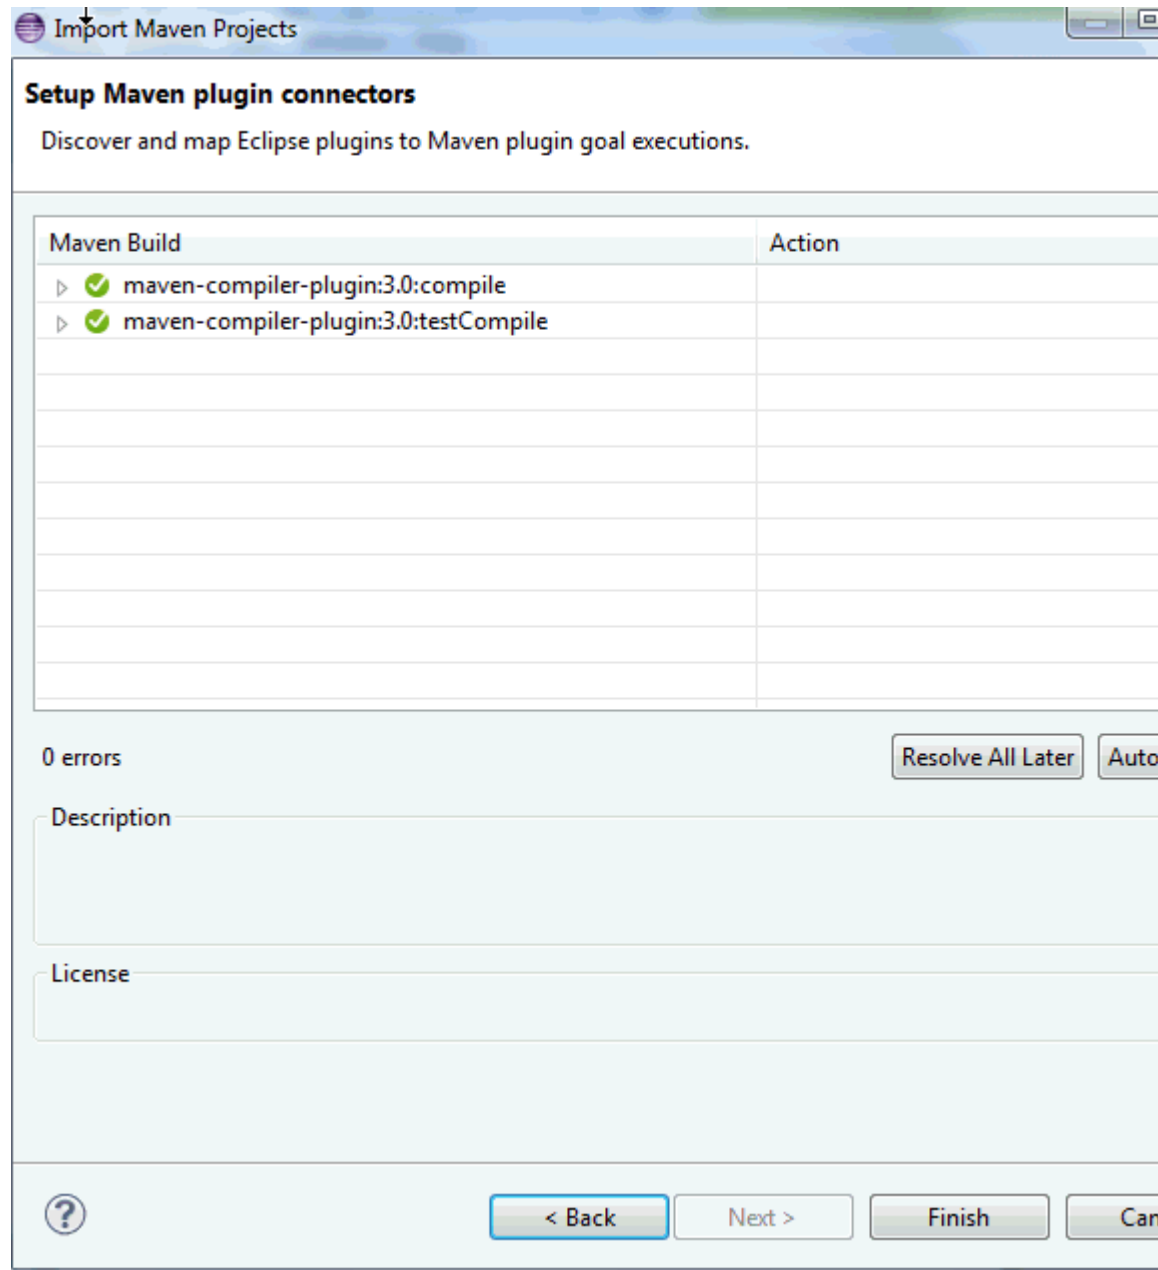 Import Maven Projects
Setup Maven plugin connectors
Discover and map Eclipse plugins to Maven plugin goal executions.
Maven Build Action
maven-compiler-plugin:3.0:compile
maven-compiler-plugin:3.0:testCompile
0 errors Resolve All Later Auto
Description
License
? < Back Next > Finish Can